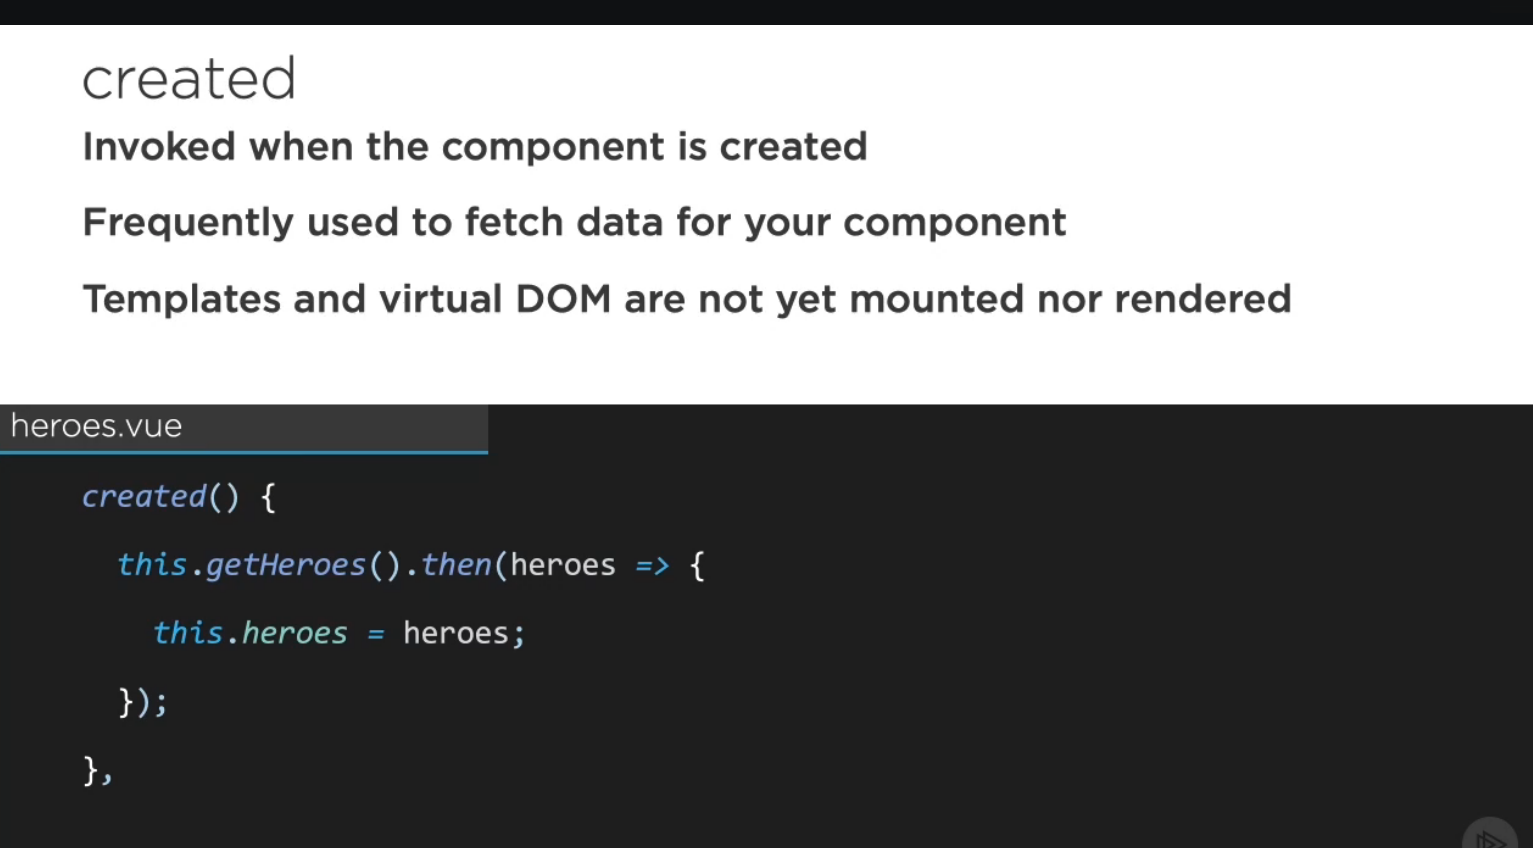 created
Invoked when the component is created
Frequently used to fetch data for your component
Templates and virtual DOM are not yet mounted nor rendered
heroes.vue
created() {
this.getHeroes().then(heroes => {
this.heroes = heroes;
});
},